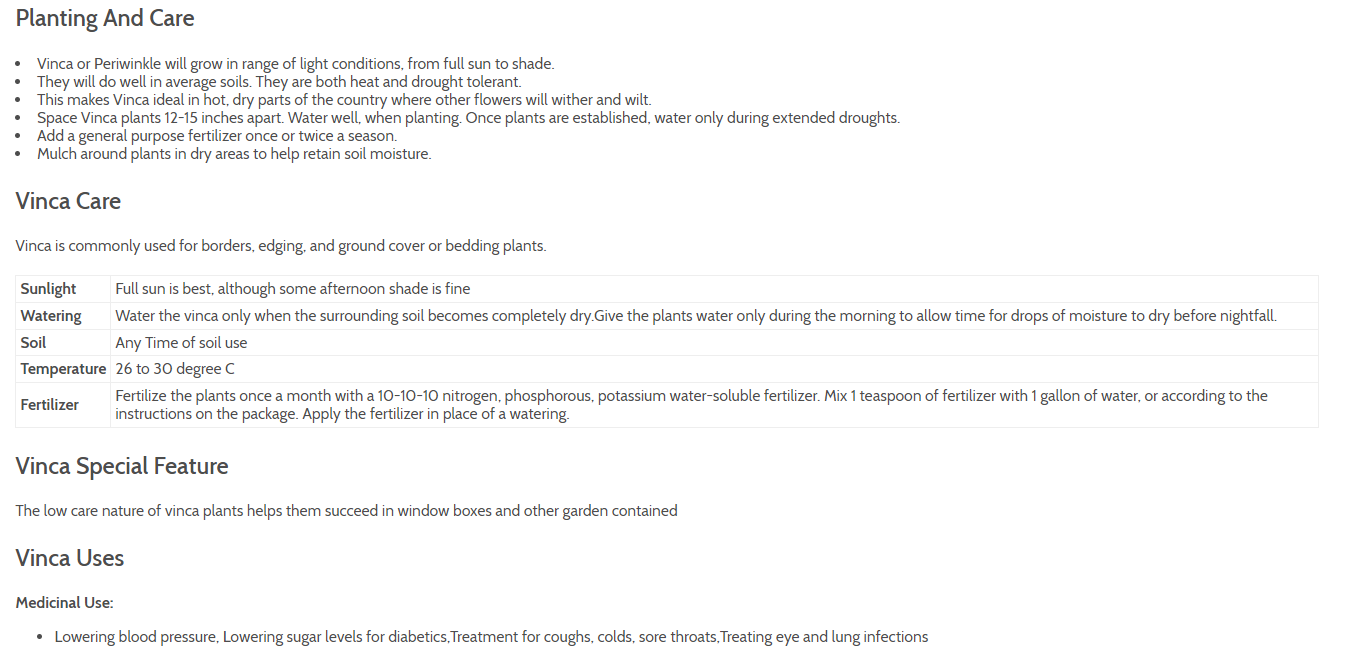 Planting And Care
• Vinca or Periwinkle will grow in range of light conditions, from full sun to shade.
• They will do well in average soils. They are both heat and drought tolerant.
• This makes Vinca ideal in hot, dry parts of the country where other flowers will wither and wilt.
• Space Vinca plants 12-15 inches apart. Water well, when planting. Once plants are established, water only during extended droughts.
• Add a general purpose fertilizer once or twice a season.
• Mulch around plants in dry areas to help retain soil moisture.
Vinca Care
Vinca is commonly used for borders, edging, and ground cover or bedding plants.
Sunlight Full sun is best, although some afternoon shade is fine
Watering Water the vinca only when the surrounding soil becomes completely dry.Give the plants water only during the morning to allow time for drops of moisture to dry before nightfall.
Soil Any Time of soil use
Temperature 26 to 30 degree C
Fertilizer Fertilize the plants once a month with a 10-10-10 nitrogen, phosphorous, potassium water-soluble fertilizer. Mix 1 teaspoon of fertilizer with 1 gallon of water, or according to the
instructions on the package. Apply the fertilizer in place of a watering.
Vinca Special Feature
The low care nature of vinca plants helps them succeed in window boxes and other garden contained
Vinca Uses
Medicinal Use:
• Lowering blood pressure, Lowering sugar levels for diabetics,Treatment for coughs, colds, sore throats,Treating eye and lung infections